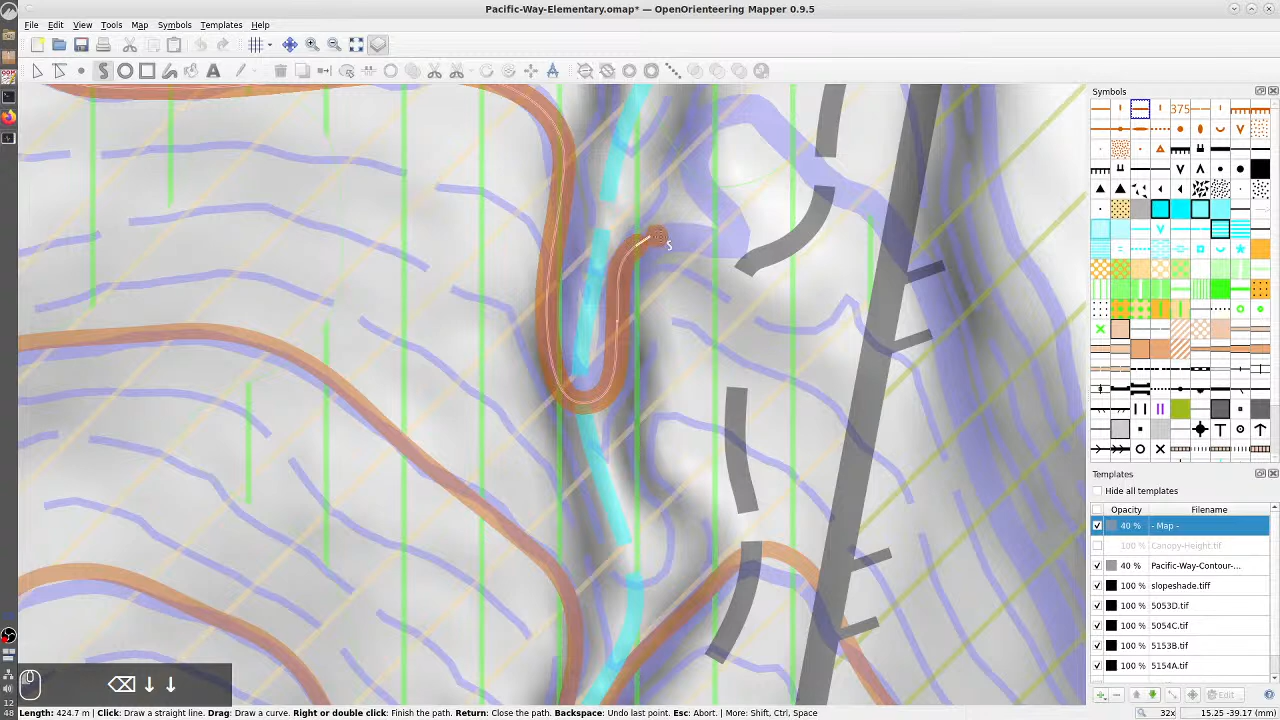 Pacific-Way-Elementary.omap* — OpenOrienteering Mapper 0.9.5
File Edit View Tools Map Symbols Templates Help
Symbols
375
S
Templates
Hide all templates
Opacity Filename
40 % - Map -
100 % Canopy-Height.tif
40 % Pacific-Way-Contour-...
100 % slopeshade.tiff
100 % 5053D.tif
100 % 5054C.tif
100 % 5153B.tif
100 % 5154A.tif
Edit
⌫ ↓ ↓
12
48
Length: 424.7 m | Click: Draw a straight line. Drag: Draw a curve. Right or double click: Finish the path. Return: Close the path. Backspace: Undo last point. Esc: Abort. | More: Shift, Ctrl, Space
32x 15.25 -39.17 (mm)